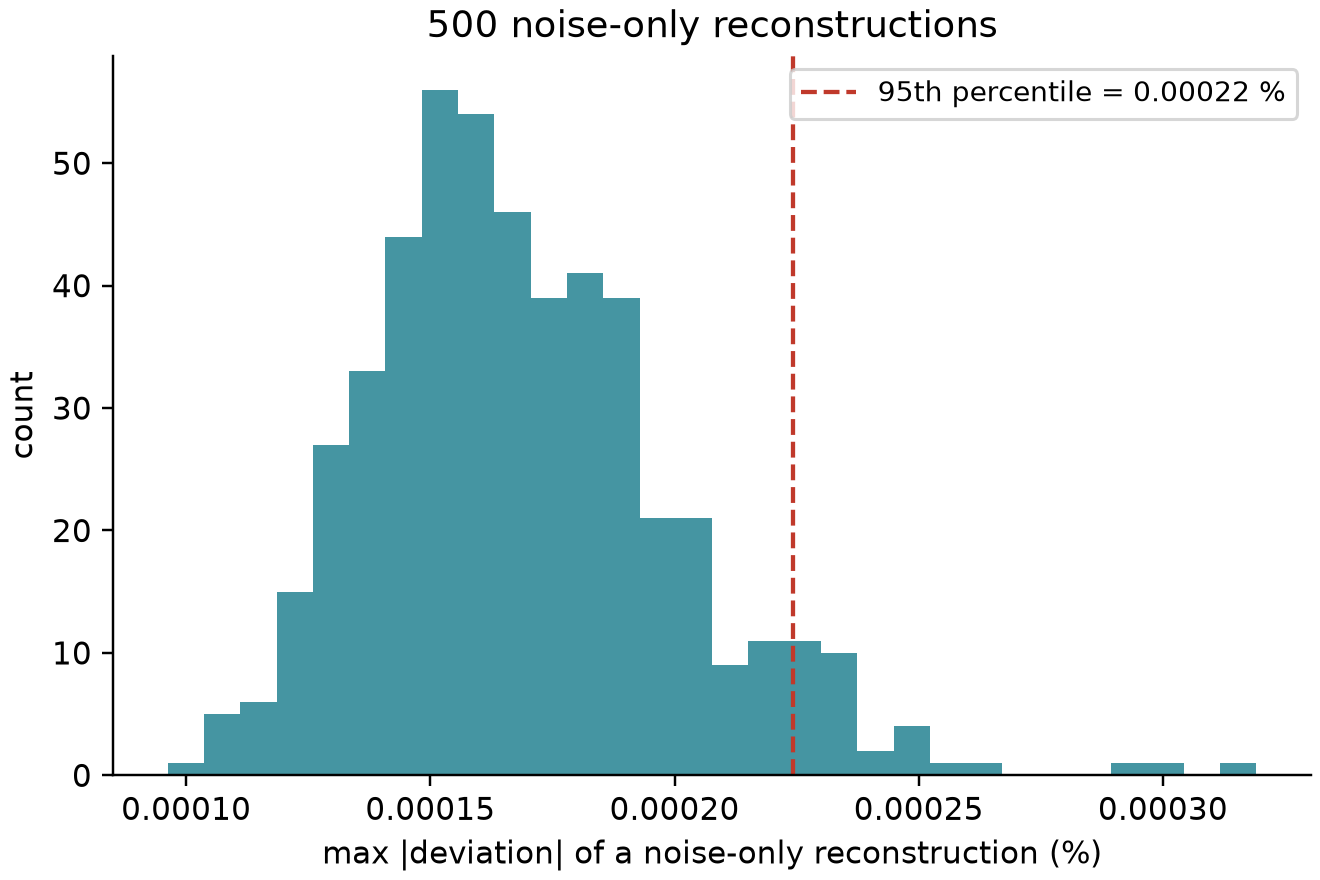 500 noise-only reconstructions
95th percentile = 0.00022 %
count
50
40
30
20
10
0
0.00010 0.00015 0.00020 0.00025 0.00030
max |deviation| of a noise-only reconstruction (%)